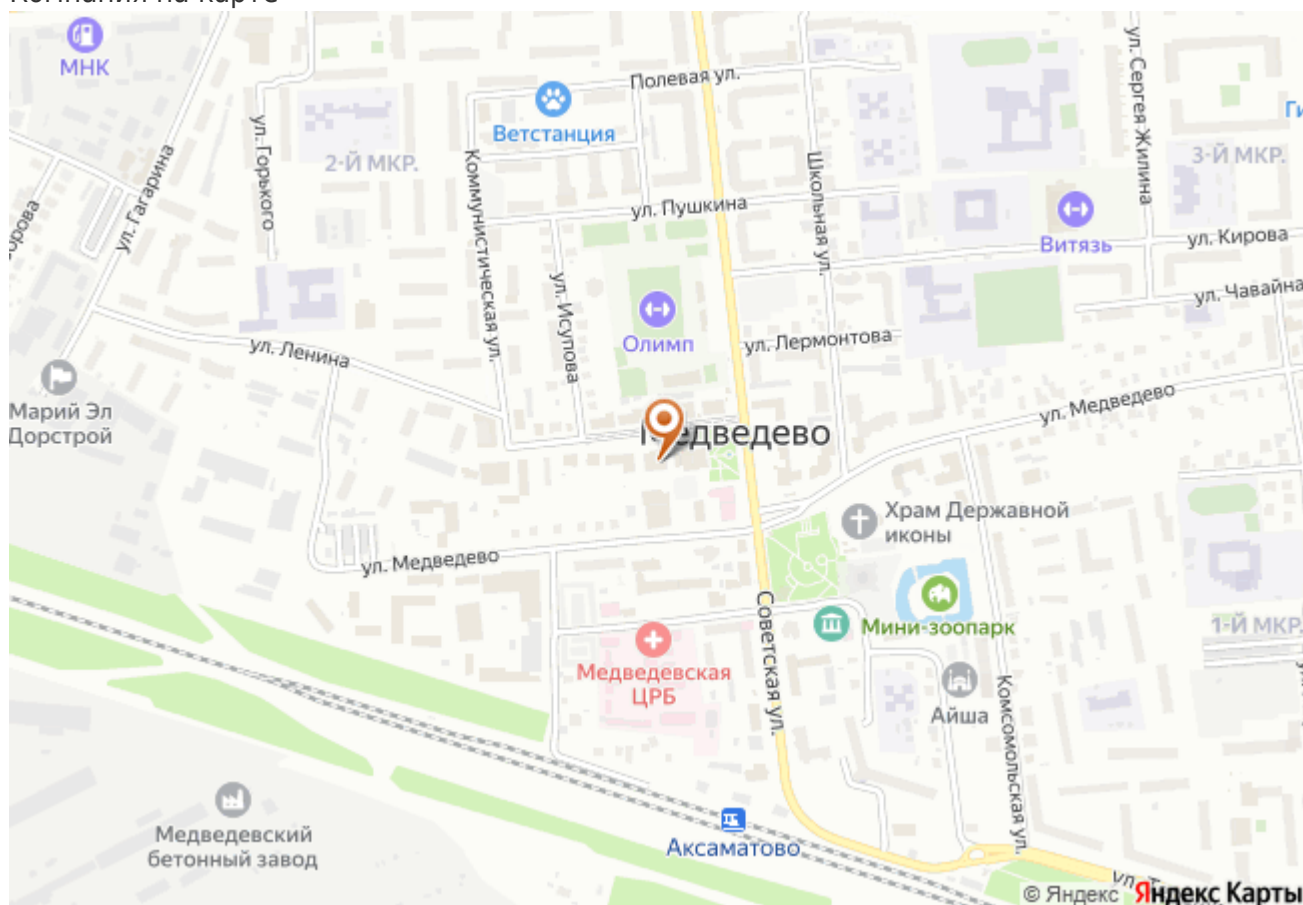 Компания на карте
МНК
Полевая ул.
ул. Сергея Жилина
Ветстанция
ул. Горького
2-Й МКР.
Коммунистическая ул.
Школьная ул.
3-Й МКР.
ул. Гагарина
ул. Пушкина
Витязь
ул. Кирова
ул. Исупова
ул. Чавайна
Олимп
ул. Лермонтова
ул. Ленина
Марий Эл
Дорстрой
ул. Медведево
Медведево
Храм Державной
иконы
ул. Медведево
Советская ул.
Мини-зоопарк
1-Й МКР.
Медведевская
ЦРБ
Айша
Комсомольская ул.
Медведевский
бетонный завод
Аксаматово
© Яндекс Яндекс Карты